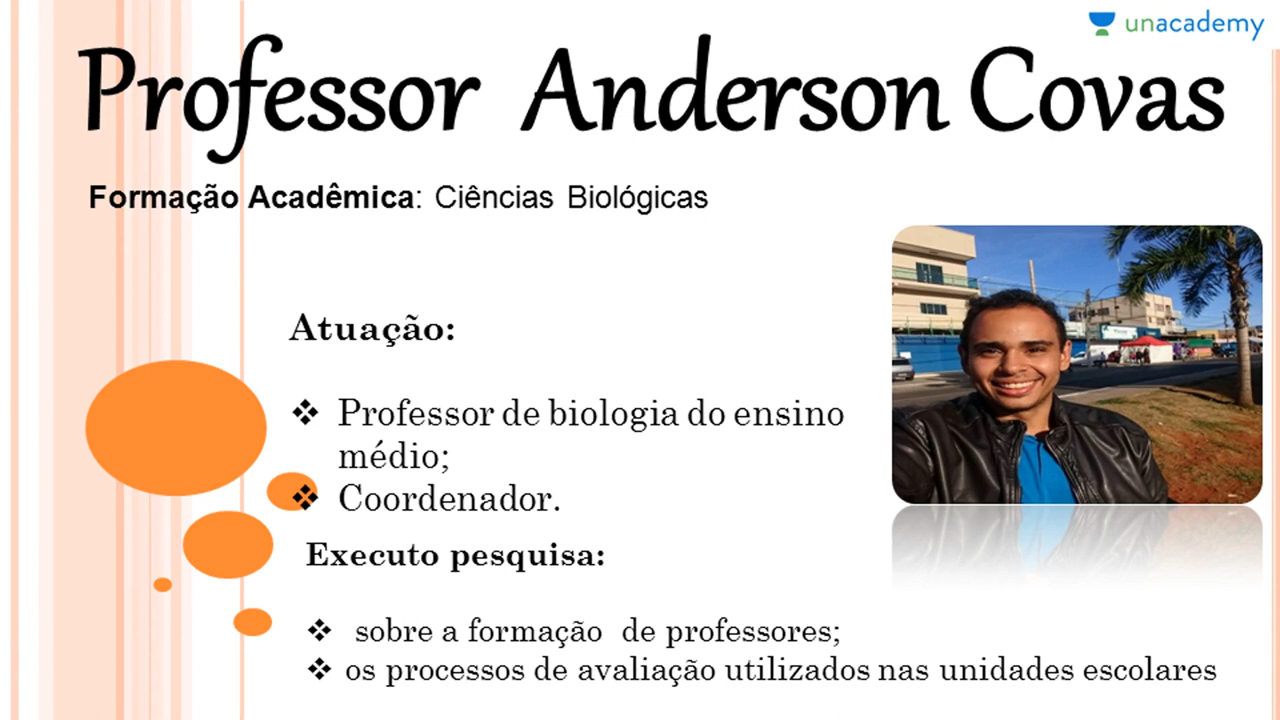 unacademy
Professor Anderson Covas
Formação Acadêmica: Ciências Biológicas
Atuação:
❖ Professor de biologia do ensino
médio;
❖ Coordenador.
Executo pesquisa:
❖ sobre a formação de professores;
❖ os processos de avaliação utilizados nas unidades escolares